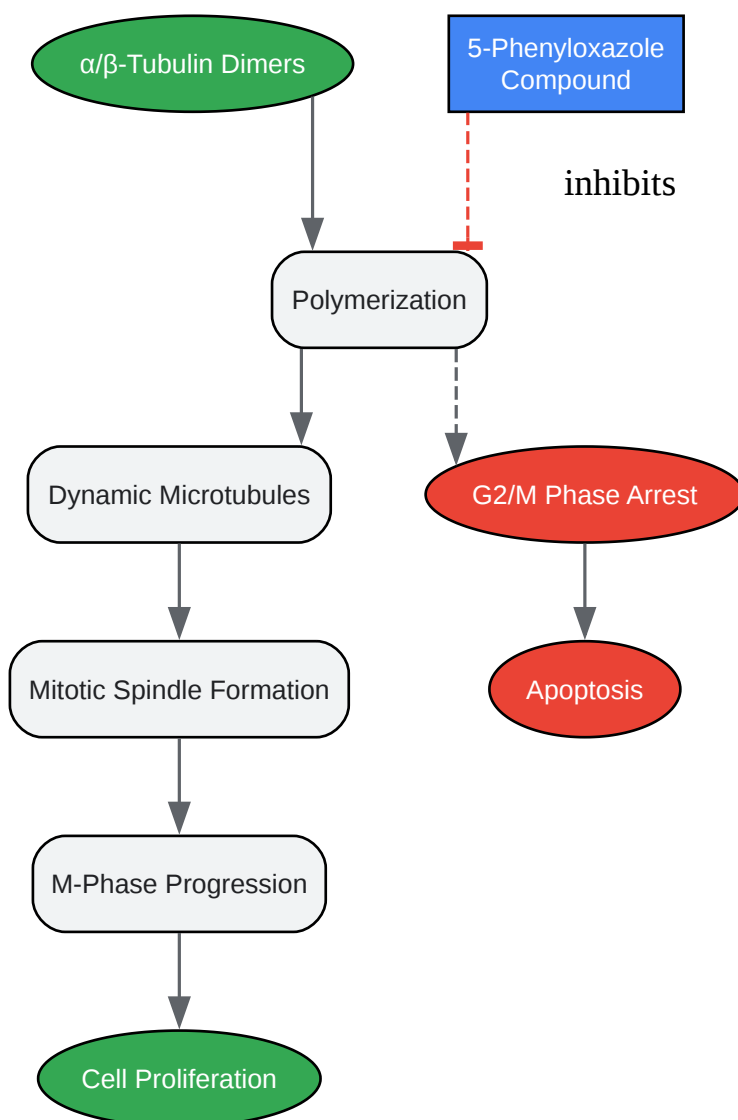 α/β-Tubulin Dimers
5-Phenyloxazole
Compound
inhibits
Polymerization
Dynamic Microtubules
G2/M Phase Arrest
Mitotic Spindle Formation
Apoptosis
M-Phase Progression
Cell Proliferation